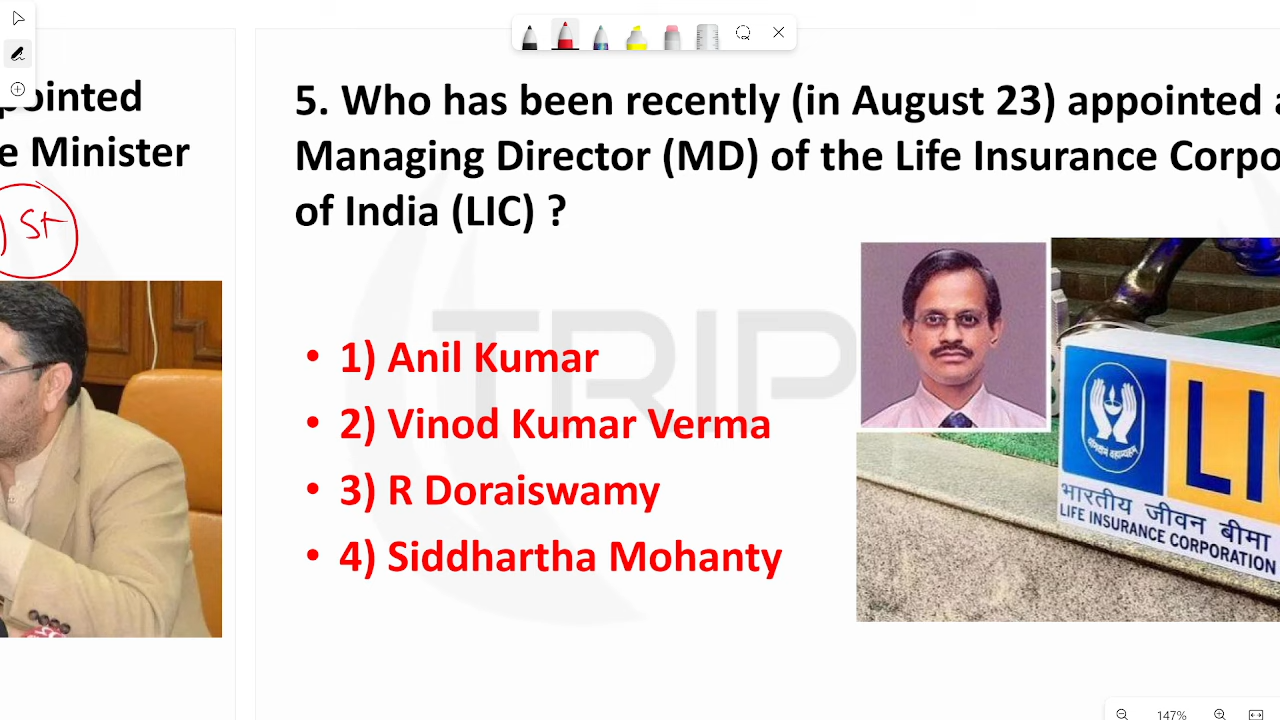 pointed
e Minister
) St
5. Who has been recently (in August 23) appointed a
Managing Director (MD) of the Life Insurance Corpo
of India (LIC) ?
TRIP
• 1) Anil Kumar
• 2) Vinod Kumar Verma
• 3) R Doraiswamy
• 4) Siddhartha Mohanty
LI
भारतीय जीवन बीमा
LIFE INSURANCE CORPORATION
147%